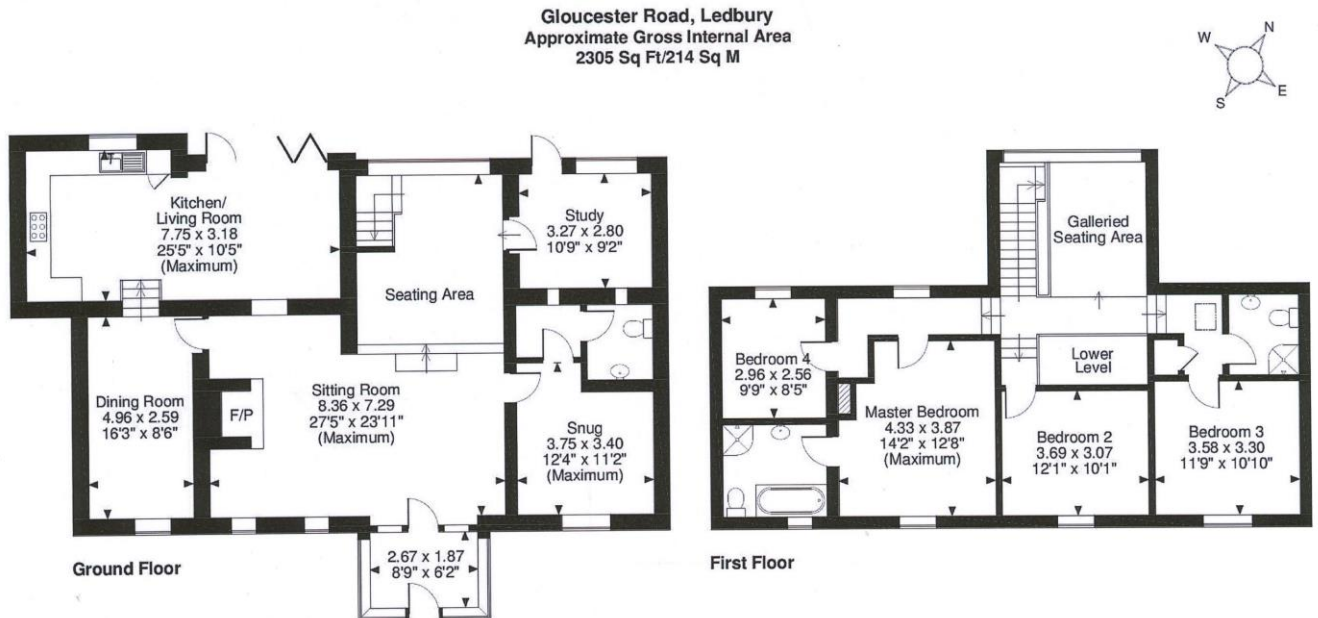 Gloucester Road, Ledbury
Approximate Gross Internal Area
2305 Sq Ft/214 Sq M
W
N
S
E
Kitchen/
Living Room
7.75 x 3.18
25'5" x 10'5"
(Maximum)
Study
3.27 x 2.80
10'9" x 9'2"
Seating Area
Dining Room
4.96 x 2.59
16'3" x 8'6"
F/P
Sitting Room
8.36 x 7.29
27'5" x 23'11"
(Maximum)
Snug
3.75 x 3.40
12'4" x 11'2"
(Maximum)
2.67 x 1.87
8'9" x 6'2"
Ground Floor
Galleried
Seating Area
Lower
Level
Bedroom 4
2.96 x 2.56
9'9" x 8'5"
Master Bedroom
4.33 x 3.87
14'2" x 12'8"
(Maximum)
Bedroom 2
3.69 x 3.07
12'1" x 10'1"
Bedroom 3
3.58 x 3.30
11'9" x 10'10"
First Floor